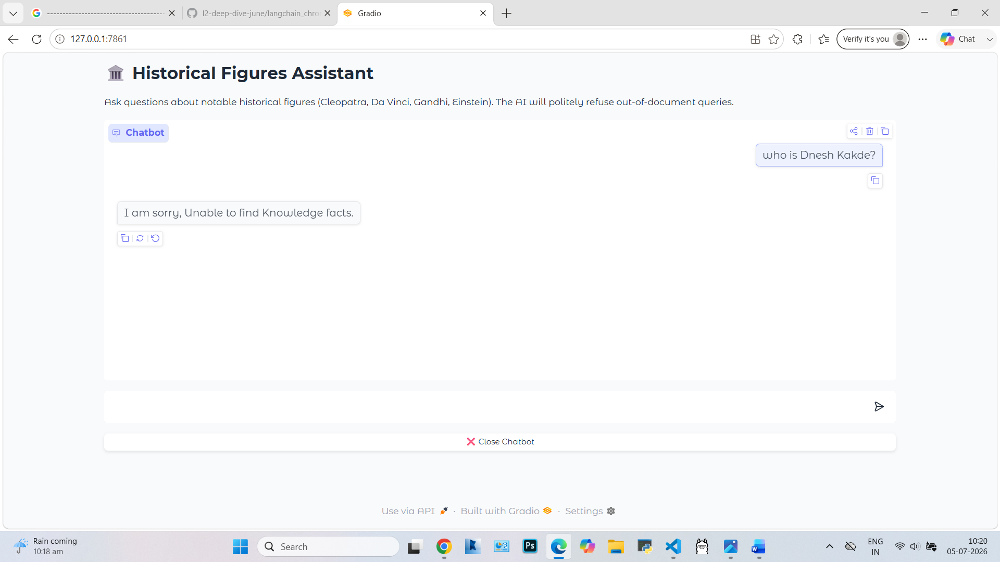 l2-deep-dive-june/langchain_chro
Gradio
127.0.0.1:7861
Verify it's you
Chat
Historical Figures Assistant
Ask questions about notable historical figures (Cleopatra, Da Vinci, Gandhi, Einstein). The AI will politely refuse out-of-document queries.
Chatbot
who is Dnesh Kakde?
I am sorry, Unable to find Knowledge facts.
Close Chatbot
Use via API · Built with Gradio · Settings
Rain coming
10:18 am
Search
Ps
W
ENG
IN
10:20
05-07-2026